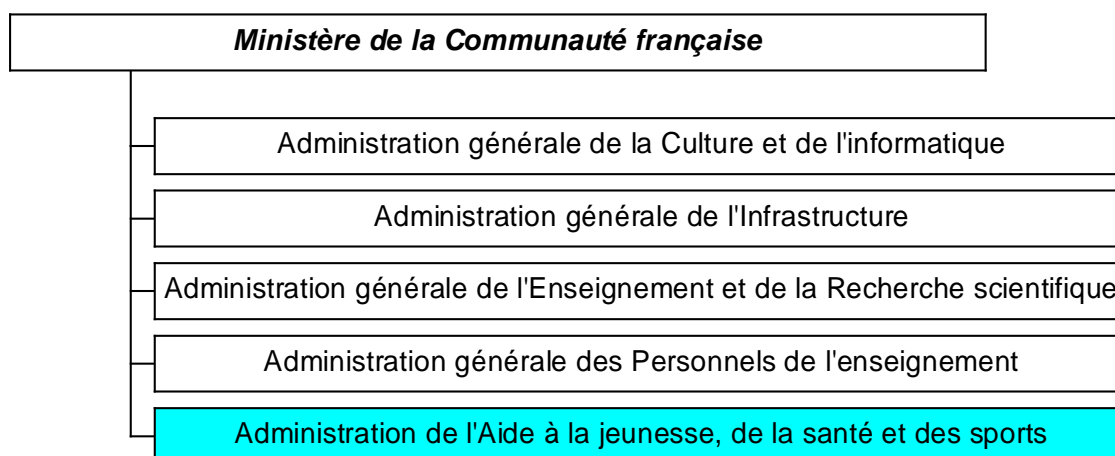 Ministère de la Communauté française
Administration générale de la Culture et de l'informatique
Administration générale de l'Infrastructure
Administration générale de l'Enseignement et de la Recherche scientifique
Administration générale des Personnels de l'enseignement
Administration de l'Aide à la jeunesse, de la santé et des sports